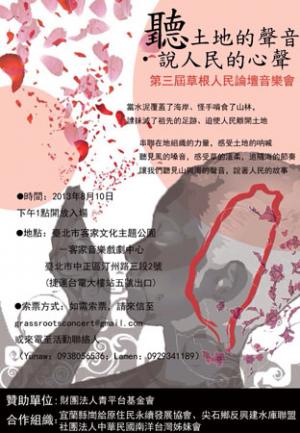 聽土地的聲音
說人民的心聲
第三屆草根人民論壇音樂會
當水泥覆蓋了海岸、怪手啃食了山林，
諫妹滅了祖先的足跡、迫使人民離開土地
串聯在地組織的力量，感受土地的吶喊
聽見風的嗓音，感受草的溫柔，追隨海的節奏
讓我們聽見山與海的聲音，說著人民的故事
●時間：2013年8月10日
下午1點開放入場
●地點：臺北市客家文化主題公園
－客家音樂戲劇中心
臺北市中正區汀州路三段2號
（捷運台電大樓站五號出口）
●索票方式：如需索票，請來信至
grassrootsconcert@gmail.com
或來電至活動聯絡人
（Yunaw：0938056536；Lamen：0929341189）
贊助單位：財團法人青平台基金會
合作組織：宜蘭縣崗給原住民永續發展協會、尖石鄉反興建水庫聯盟
社團法人中華民國南洋台灣姊妹會